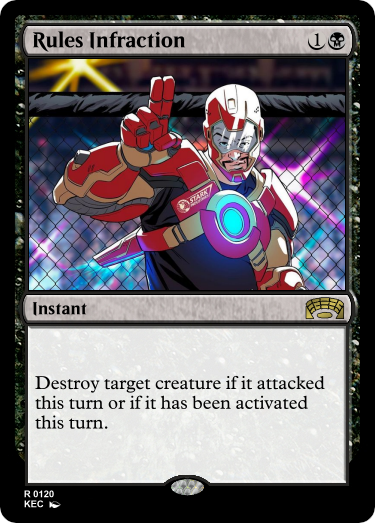 Rules Infraction 1
STARK
Instant
Destroy target creature if it attacked
this turn or if it has been activated
this turn.
R 0120
KEC